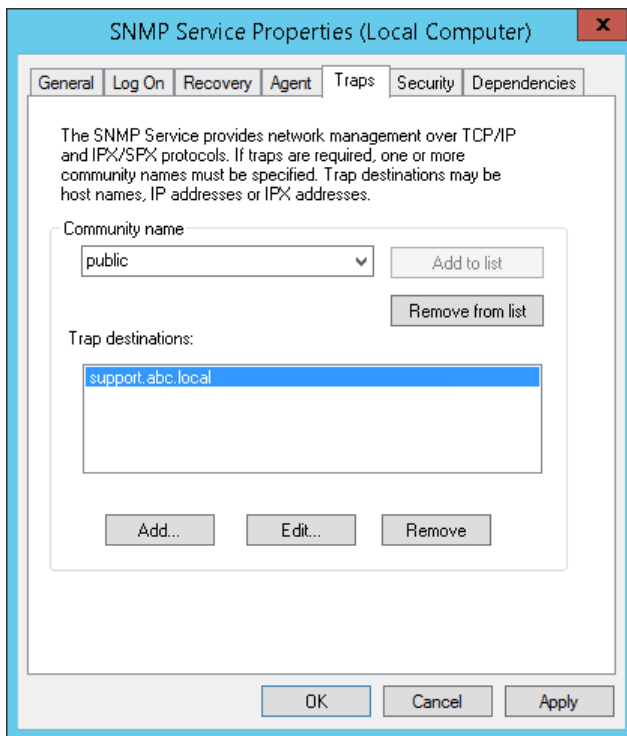 SNMP Service Properties (Local Computer)
x
General Log On Recovery Agent Traps Security Dependencies
The SNMP Service provides network management over TCP/IP
and IPX/SPX protocols. If traps are required, one or more
community names must be specified. Trap destinations may be
host names, IP addresses or IPX addresses.
Community name
public Add to list
Remove from list
Trap destinations:
support.abc.local
Add... Edit... Remove
OK Cancel Apply